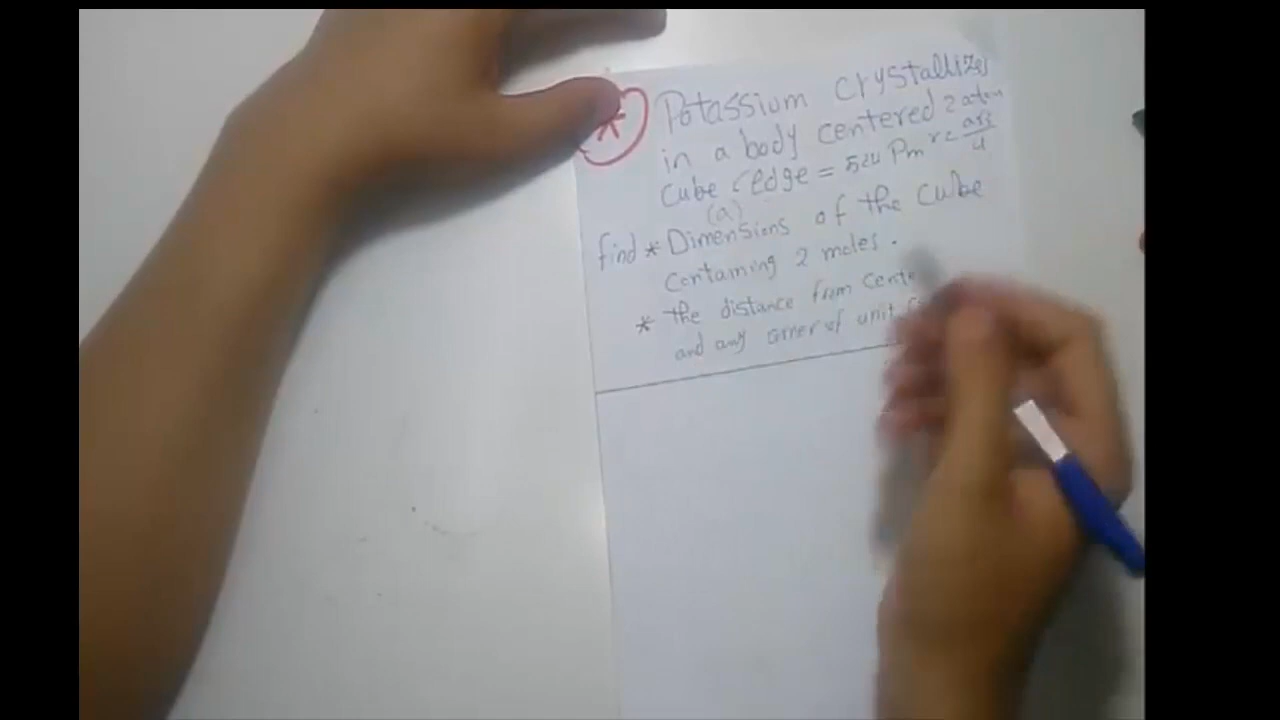 * Potassium crystallizes
in a body centered 2 atom
cube, edge = 524 Pm r = a√3/4
(a)
find * Dimensions of the cube
containing 2 moles.
* the distance from cente
and any corner of unit